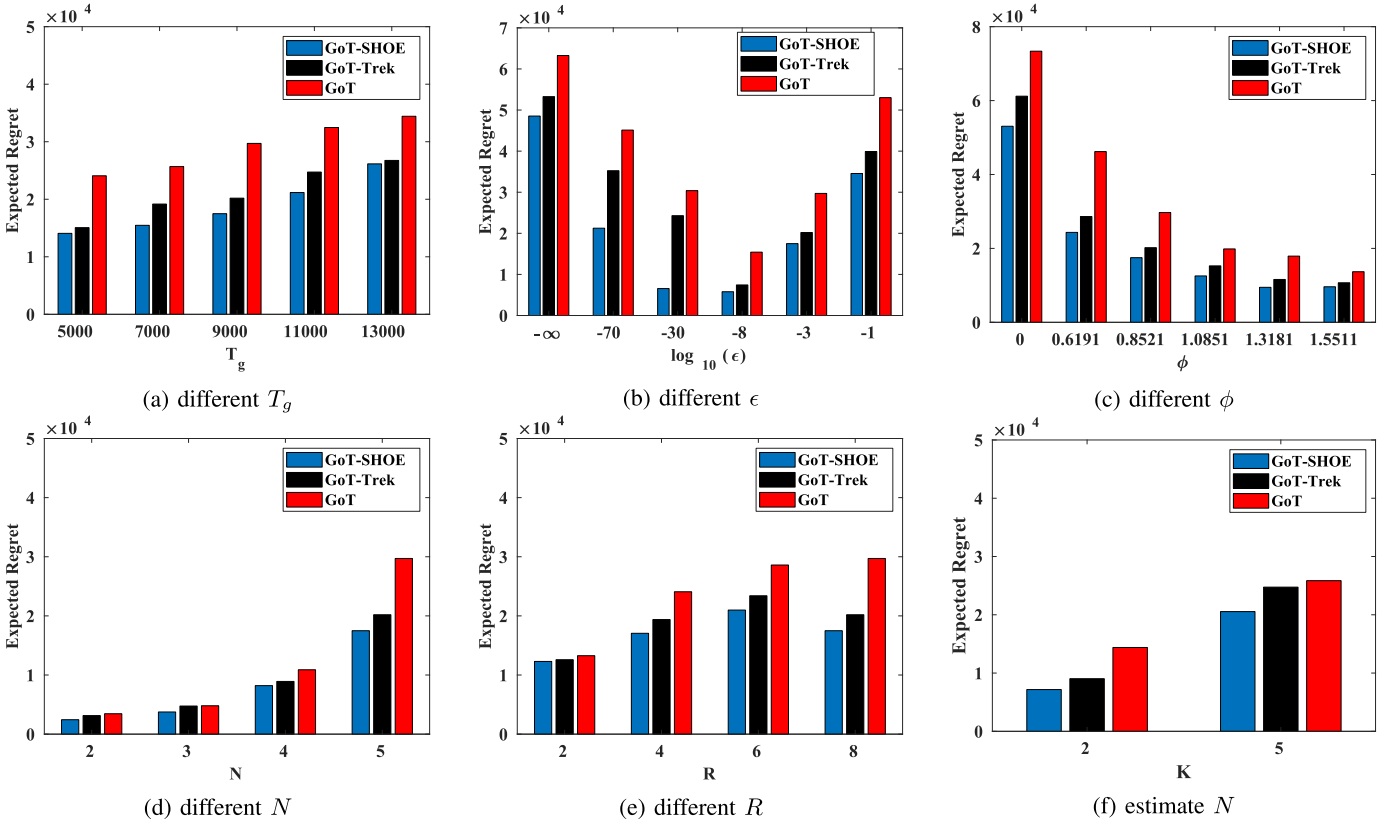 ×10 4
5
4
3
2
1
0
Expected Regret
GoT-SHOE
GoT-Trek
GoT
5000 7000 9000 11000 13000
T g
(a) different Tg
×10 4
7
6
5
4
3
2
1
0
Expected Regret
GoT-SHOE
GoT-Trek
GoT
-∞ -70 -30 -8 -3 -1
log 10 (ϵ)
(b) different ϵ
×10 4
8
6
4
2
0
Expected Regret
GoT-SHOE
GoT-Trek
GoT
0 0.6191 0.8521 1.0851 1.3181 1.5511
ϕ
(c) different ϕ
×10 4
5
4
3
2
1
0
Expected Regret
GoT-SHOE
GoT-Trek
GoT
2 3 4 5
N
(d) different N
×10 4
5
4
3
2
1
0
Expected Regret
GoT-SHOE
GoT-Trek
GoT
2 4 6 8
R
(e) different R
×10 4
5
4
3
2
1
0
Expected Regret
GoT-SHOE
GoT-Trek
GoT
2 5
K
(f) estimate N